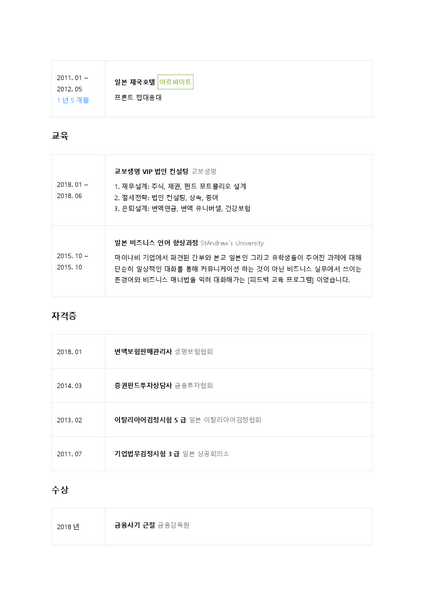 2011. 01 ~
2012. 05
1 년 5 개월
일본 제국호텔 아르바이트
프론트 접대응대
교육
2018. 01 ~
2018. 06
교보생명 VIP 법인 컨설팅 교보생명
1. 재무설계: 주식, 채권, 펀드 포트폴리오 설계
2. 절세전략: 법인 컨설팅, 상속, 증여
3. 은퇴설계: 변액연금, 변액 유니버셜, 건강보험
2015. 10 ~
2015. 10
일본 비즈니스 언어 향상과정 StAndrew's University
마이나비 기업에서 파견된 간부와 본교 일본인 그리고 유학생들이 주어진 과제에 대해
단순히 일상적인 대화를 통해 커뮤니케이션 하는 것이 아닌 비즈니스 실무에서 쓰이는
존경어와 비즈니스 매너법을 익혀 대화해가는 [피드백 교육 프로그램] 이었습니다.
자격증
2018. 01
변액보험판매관리사 생명보험협회
2014. 03
증권펀드투자상담사 금융투자협회
2013. 02
이탈리아어검정시험 5 급 일본 이탈리아어검정협회
2011. 07
기업법무검정시험 3 급 일본 상공회의소
수상
2018 년
금융사기 근절 금융감독원